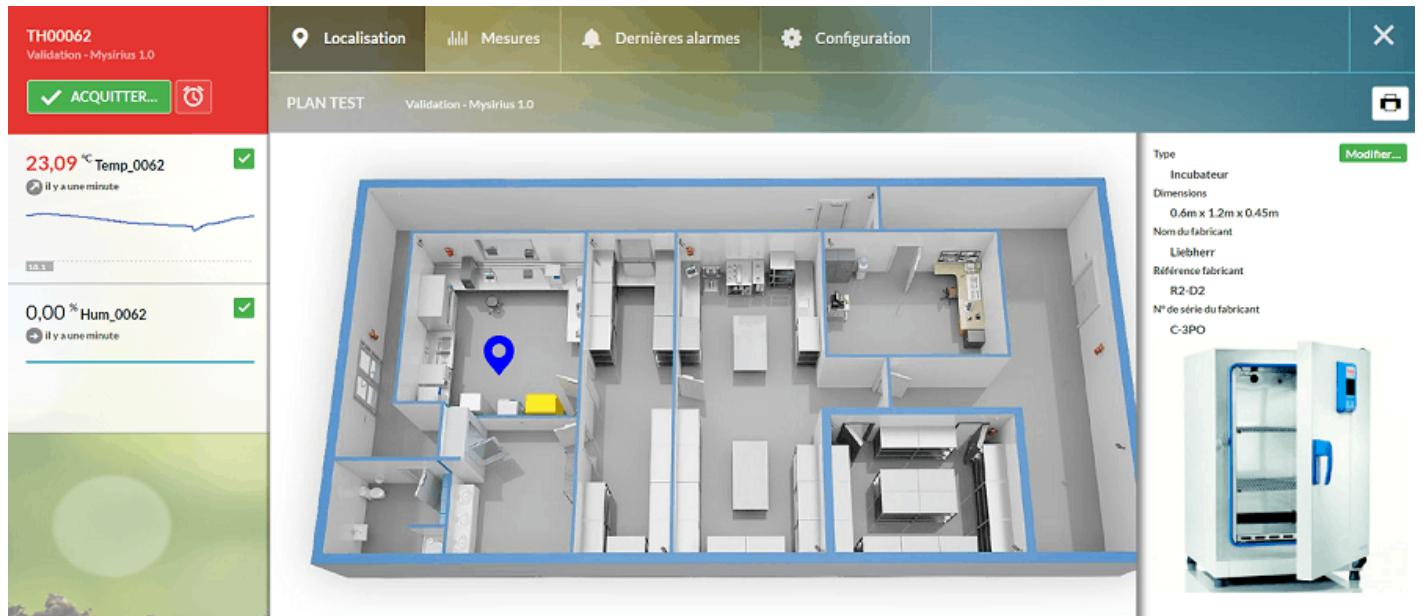 TH00062
Validation - Mysirius 1.0
ACQUITTER...
Localisation
Mesures
Dernières alarmes
Configuration
PLAN TEST
Validation - Mysirius 1.0
23,09 °C Temp_0062
il y a une minute
0,00 % Hum_0062
il y a une minute
Type
Modifier...
Incubateur
Dimensions
0.6m x 1.2m x 0.45m
Nom du fabricant
Liebherr
Référence fabricant
R2-D2
N° de série du fabricant
C-3PO